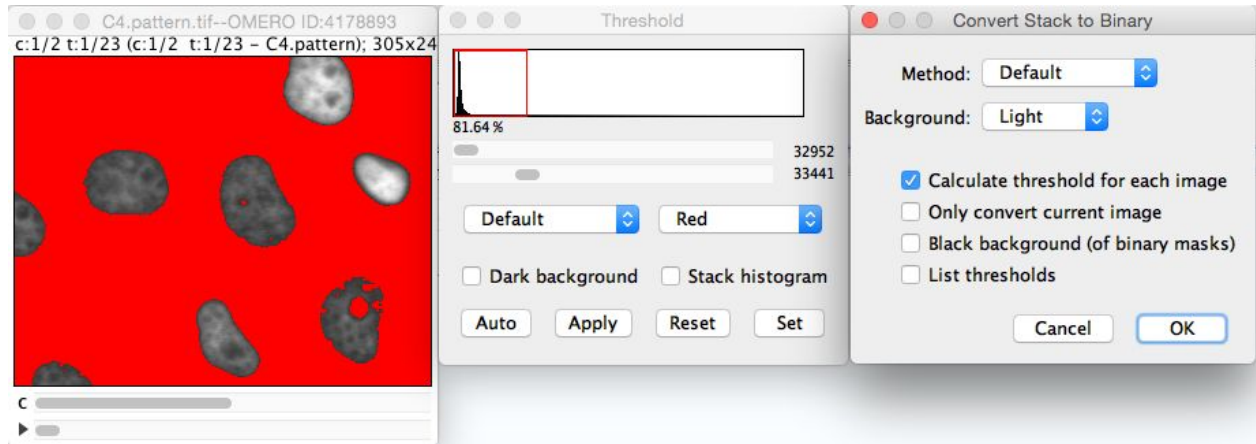 C4.pattern.tif--OMERO ID:4178893
c:1/2 t:1/23 (c:1/2 t:1/23 - C4.pattern); 305x24
C
Threshold
81.64 %
32952
33441
Default
Red
Dark background
Stack histogram
Auto
Apply
Reset
Set
Convert Stack to Binary
Method: Default
Background: Light
Calculate threshold for each image
Only convert current image
Black background (of binary masks)
List thresholds
Cancel
OK